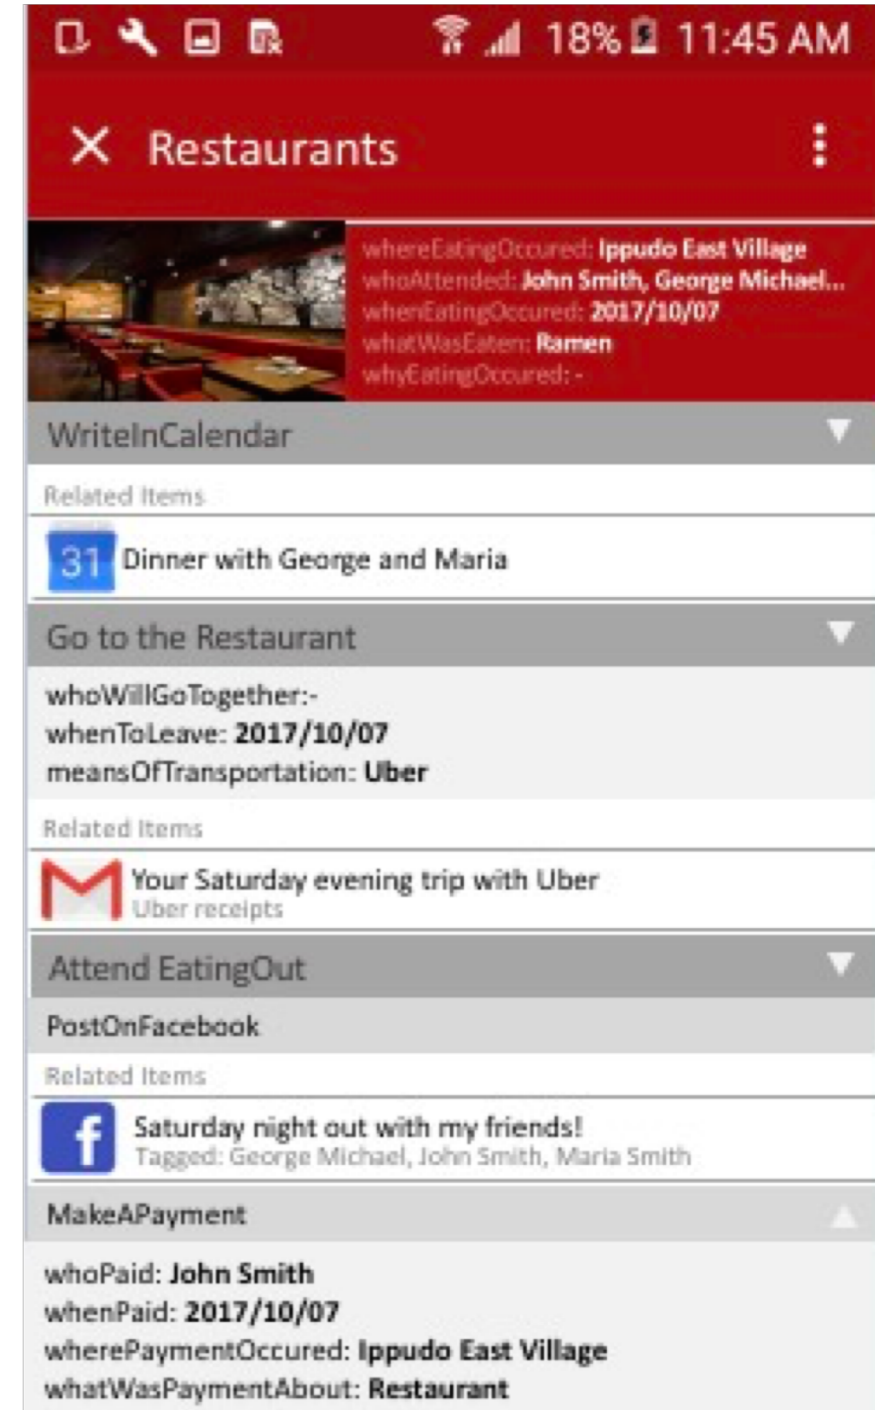 18% 11:45 AM
Restaurants
whereEatingOccured: Ippudo East Village
whoAttended: John Smith, George Michael...
whenEatingOccured: 2017/10/07
whatWasEaten: Ramen
whyEatingOccured: -
WriteInCalendar
Related Items
31 Dinner with George and Maria
Go to the Restaurant
whoWillGoTogether:-
whenToLeave: 2017/10/07
meansOfTransportation: Uber
Related Items
Your Saturday evening trip with Uber
Uber receipts
Attend EatingOut
PostOnFacebook
Related Items
f Saturday night out with my friends!
Tagged: George Michael, John Smith, Maria Smith
MakeAPayment
whoPaid: John Smith
whenPaid: 2017/10/07
wherePaymentOccured: Ippudo East Village
whatWasPaymentAbout: Restaurant